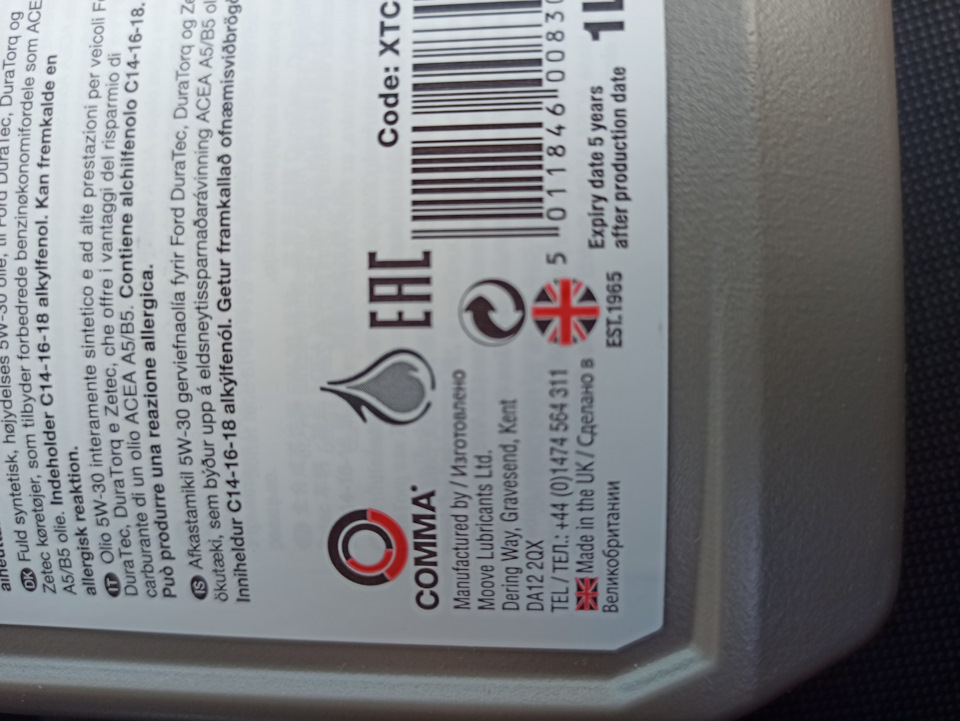 DK Fuld syntetisk, højydelses 5W-30 olie, til Ford DuraTec, DuraTorq og
Zetec køretøjer, som tilbyder forbedrede benzinøkonomifordele som ACEA
A5/B5 olie. Indeholder C14-16-18 alkylfenol. Kan fremkalde en
allergisk reaktion.
IT Olio 5W-30 interamente sintetico e ad alte prestazioni per veicoli
DuraTec, DuraTorq e Zetec, che offre i vantaggi del risparmio di
carburante di un olio ACEA A5/B5. Contiene alchilfenolo C14-16-18.
Può produrre una reazione allergica.
IS Afkastamikil 5W-30 gerviefnaolía fyrir Ford DuraTec, DuraTorq og
ökutæki, sem býður upp á eldsneytissparnaðarávinning ACEA A5/B5
Inniheldur C14-16-18 alkýlfenól. Getur framkallað ofnæmisviðbrögð
COMMA
EAC
Code: XTC
Manufactured by / Изготовлено
Moove Lubricants Ltd.
Dering Way, Gravesend, Kent
DA12 2QX
TEL / ТЕЛ.: +44 (0)1474 564 311
Made in the UK / Сделано в
Великобритании
EST.1965
5 011846 00830
Expiry date 5 years
after production date